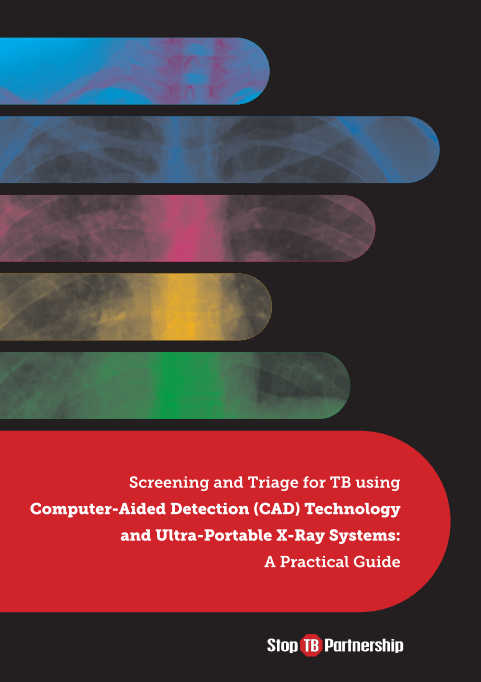 Screening and Triage for TB using
Computer-Aided Detection (CAD) Technology
and Ultra-Portable X-Ray Systems:
A Practical Guide
Stop TB Partnership